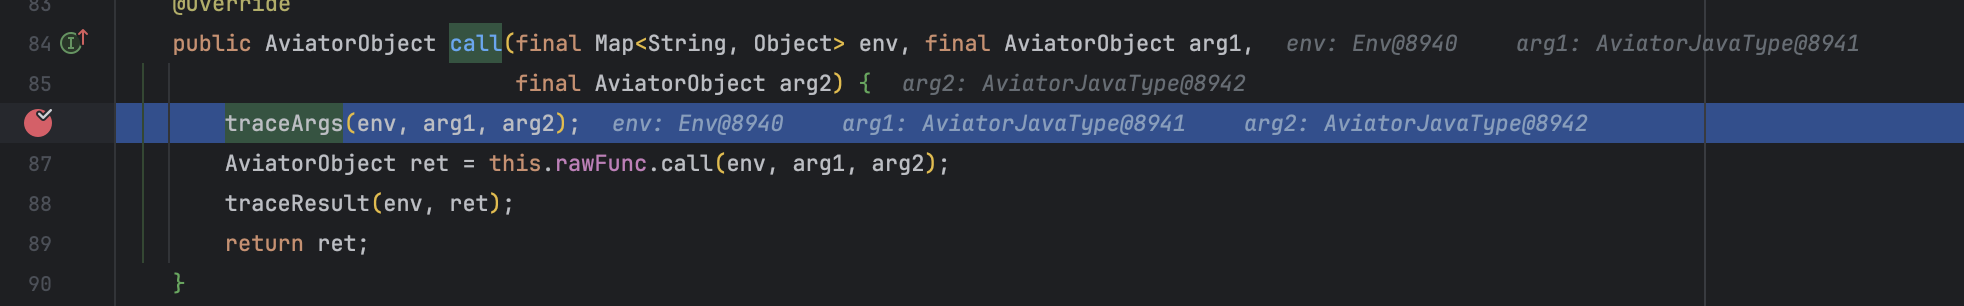 83 @Override
84 public AviatorObject call(final Map<String, Object> env, final AviatorObject arg1, env: Env@8940 arg1: AviatorJavaType@8941
85 final AviatorObject arg2) { arg2: AviatorJavaType@8942
traceArgs(env, arg1, arg2); env: Env@8940 arg1: AviatorJavaType@8941 arg2: AviatorJavaType@8942
87 AviatorObject ret = this.rawFunc.call(env, arg1, arg2);
88 traceResult(env, ret);
89 return ret;
90 }